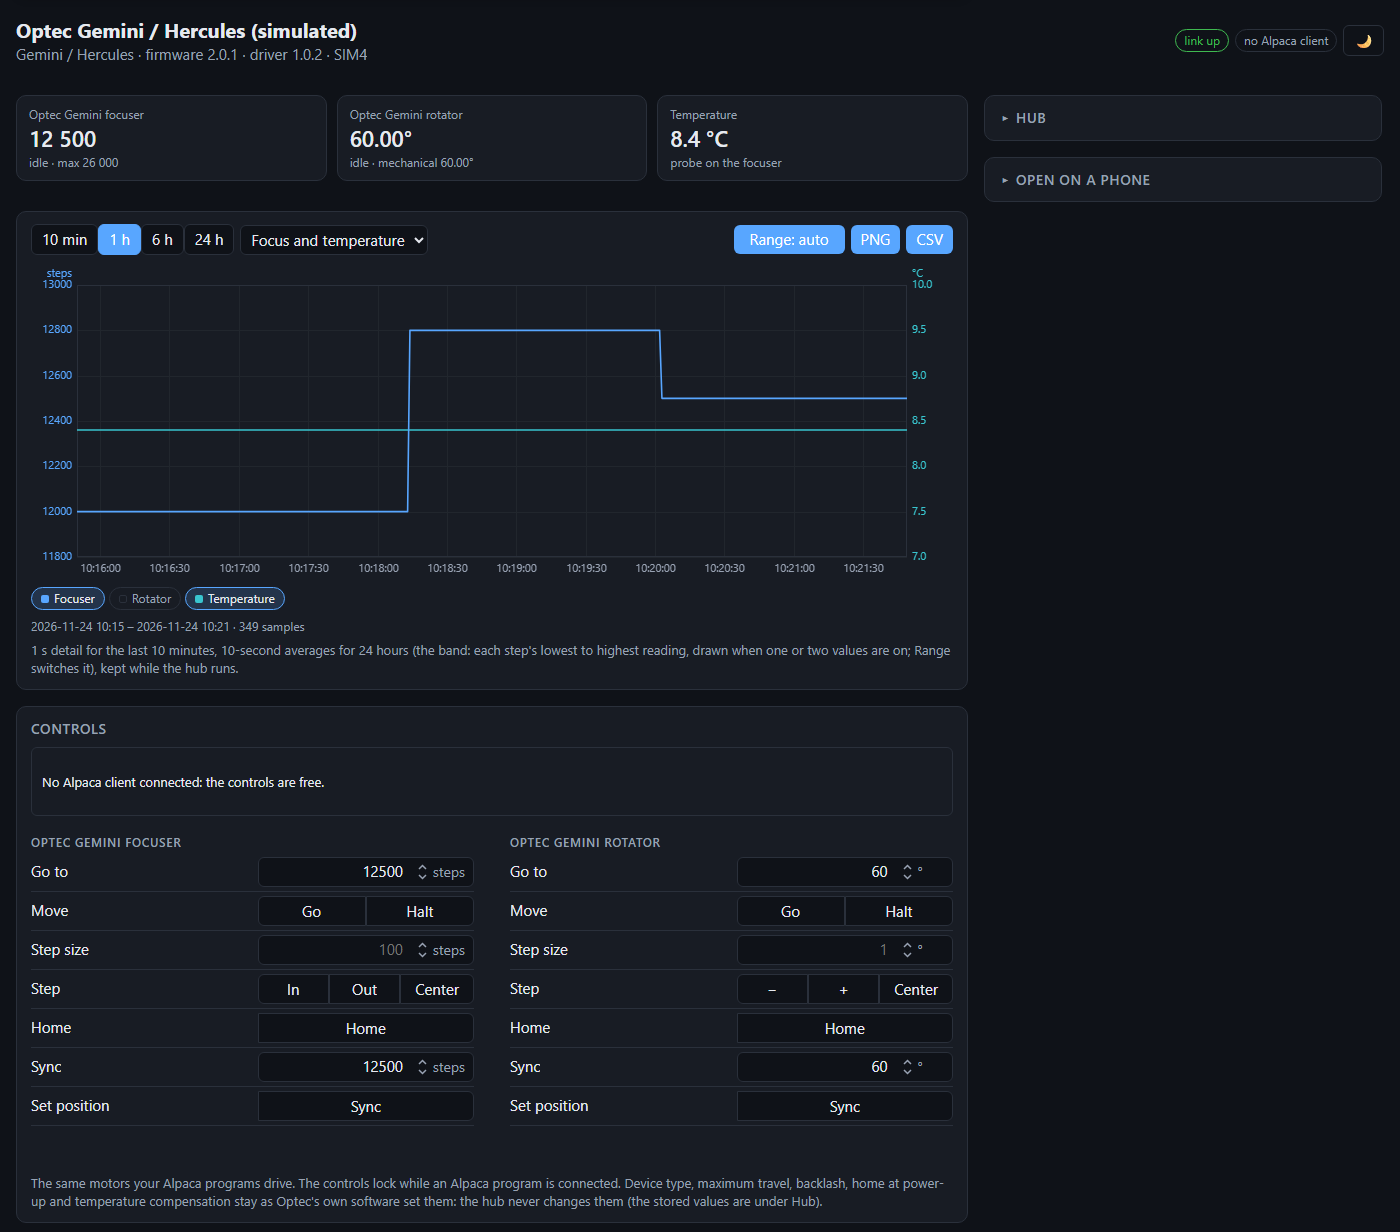 Optec Gemini / Hercules (simulated)
Gemini / Hercules · firmware 2.0.1 · driver 1.0.2 · SIM4
link up
no Alpaca client
Optec Gemini focuser
12 500
idle · max 26 000
Optec Gemini rotator
60.00°
idle · mechanical 60.00°
Temperature
8.4 °C
probe on the focuser
HUB
OPEN ON A PHONE
10 min
1 h
6 h
24 h
Focus and temperature
Range: auto
PNG
CSV
steps
13000
12800
12600
12400
12200
12000
11800
°C
10.0
9.5
9.0
8.5
8.0
7.5
7.0
10:16:00
10:16:30
10:17:00
10:17:30
10:18:00
10:18:30
10:19:00
10:19:30
10:20:00
10:20:30
10:21:00
10:21:30
Focuser
Rotator
Temperature
2026-11-24 10:15 – 2026-11-24 10:21 · 349 samples
1 s detail for the last 10 minutes, 10-second averages for 24 hours (the band: each step's lowest to highest reading, drawn when one or two values are on; Range
switches it), kept while the hub runs.
CONTROLS
No Alpaca client connected: the controls are free.
OPTEC GEMINI FOCUSER
Go to
12500 steps
Move
Go
Halt
Step size
100 steps
Step
In
Out
Center
Home
Home
Sync
12500 steps
Set position
Sync
OPTEC GEMINI ROTATOR
Go to
60 °
Move
Go
Halt
Step size
1 °
Step
−
+
Center
Home
Home
Sync
60 °
Set position
Sync
The same motors your Alpaca programs drive. The controls lock while an Alpaca program is connected. Device type, maximum travel, backlash, home at power-
up and temperature compensation stay as Optec's own software set them: the hub never changes them (the stored values are under Hub).